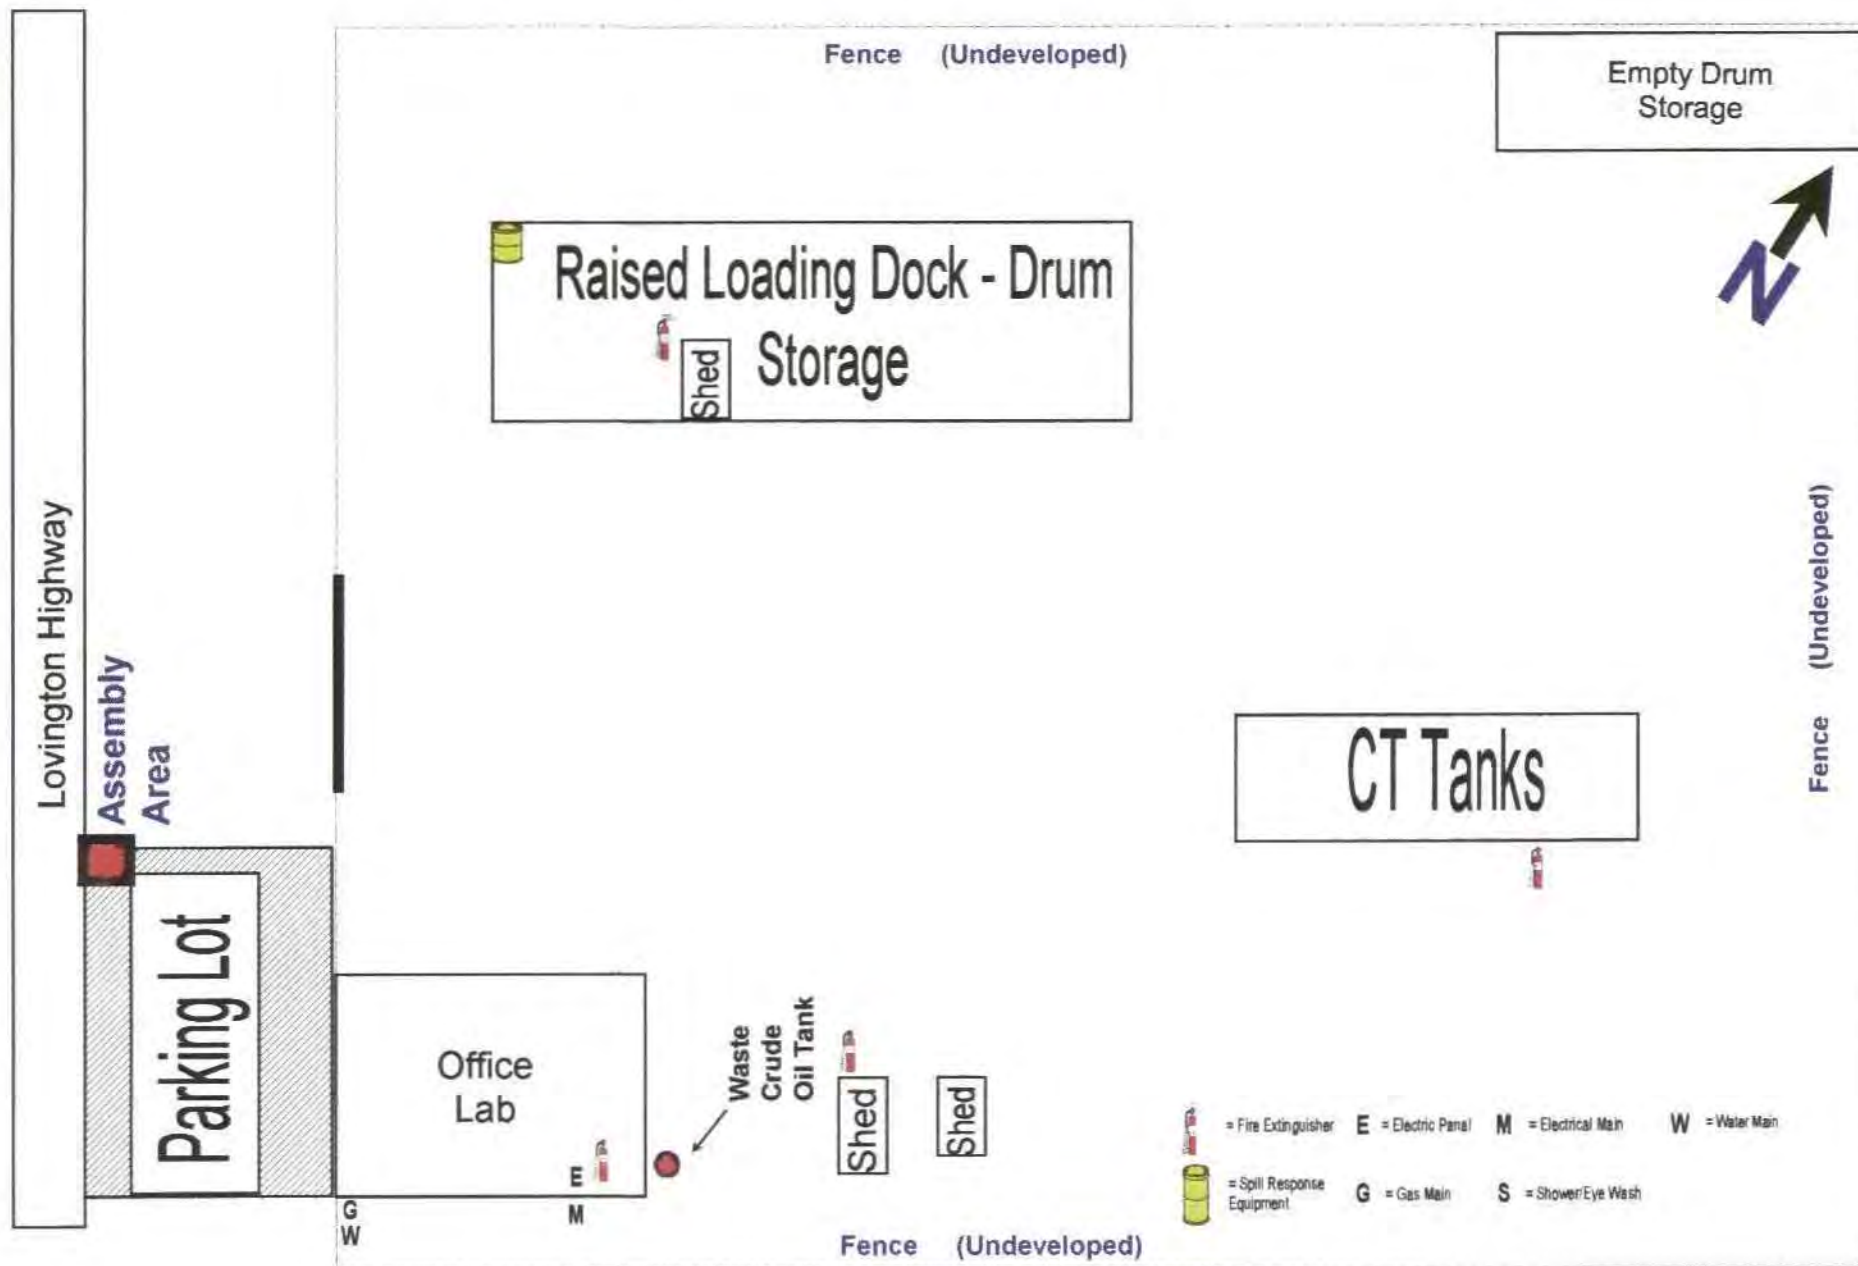 Fence (Undeveloped)
Empty Drum
Storage
N
Raised Loading Dock - Drum
Storage
Shed
Lovington Highway
Assembly
Area
Fence (Undeveloped)
CT Tanks
Parking Lot
Office
Lab
E
M
G
W
Waste
Crude
Oil Tank
Shed
Shed
= Fire Extinguisher
E = Electric Panal
M = Electrical Main
W = Water Main
= Spill Response
Equipment
G = Gas Main
S = Shower/Eye Wash
Fence (Undeveloped)